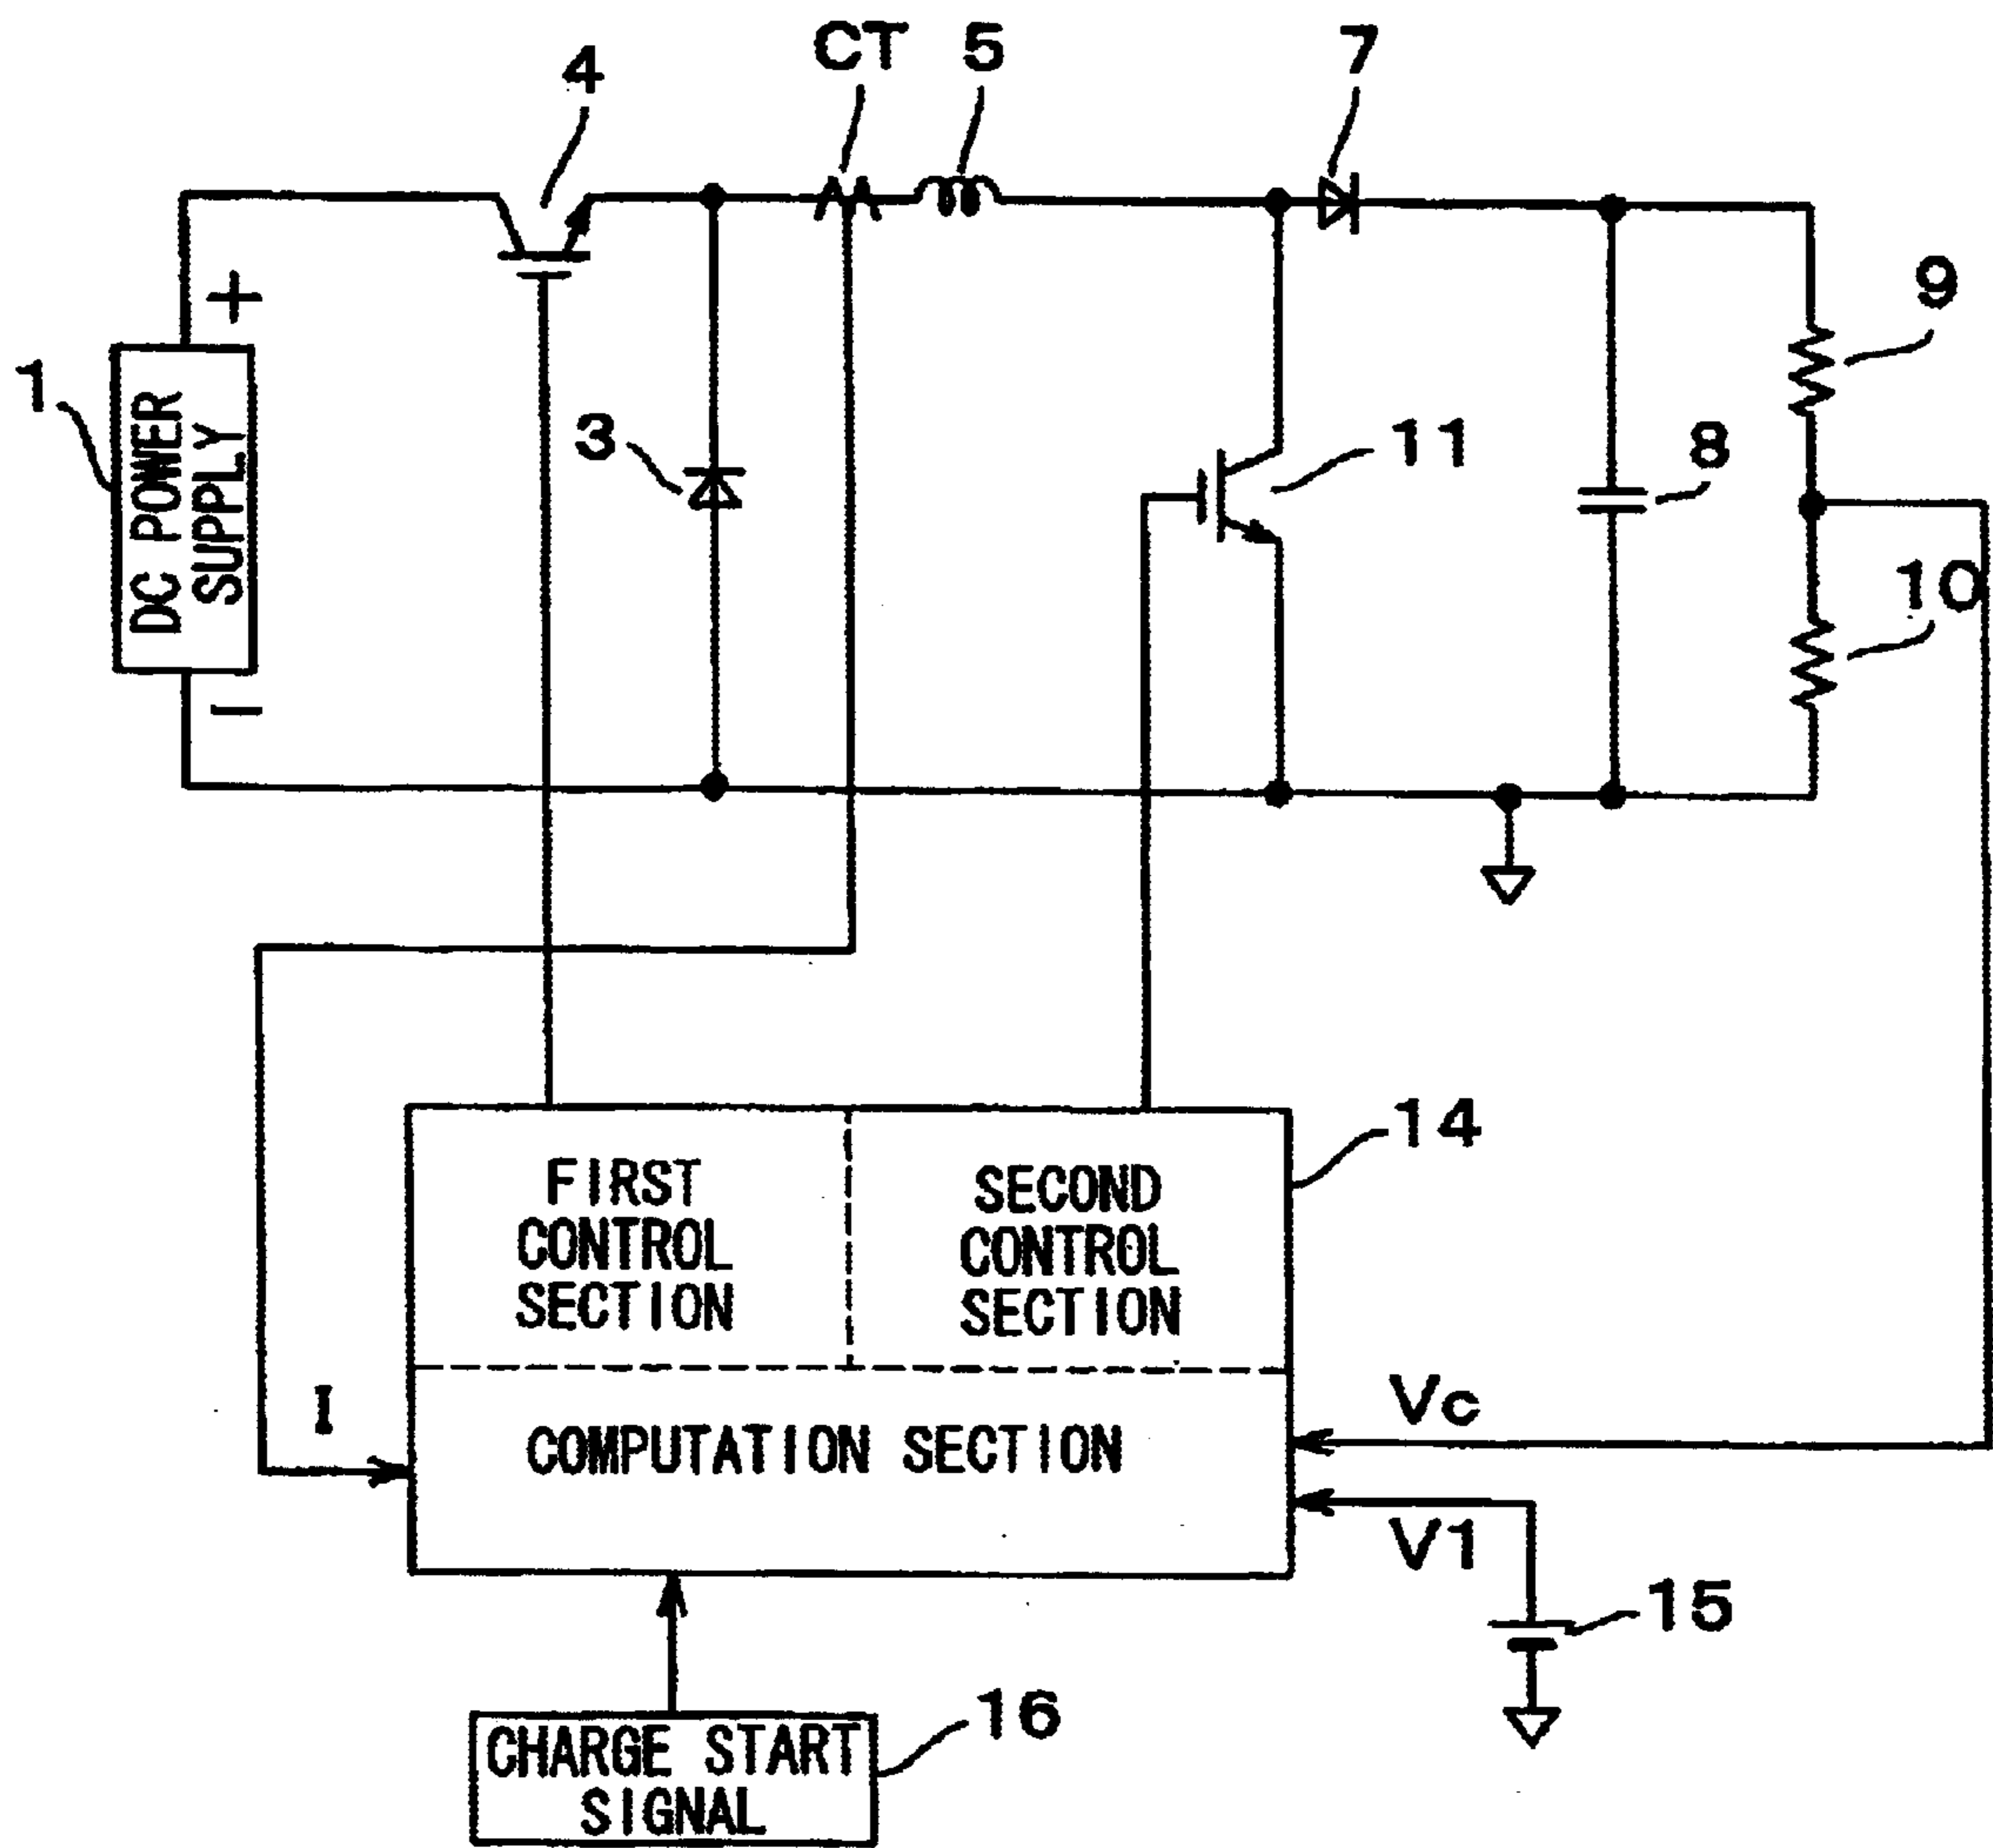 CT
5
7
4
+
9
1
DC POWER
SUPPLY
3
11
8
10
−
14
FIRST
CONTROL
SECTION
SECOND
CONTROL
SECTION
I
Vc
COMPUTATION SECTION
V1
15
16
CHARGE START
SIGNAL